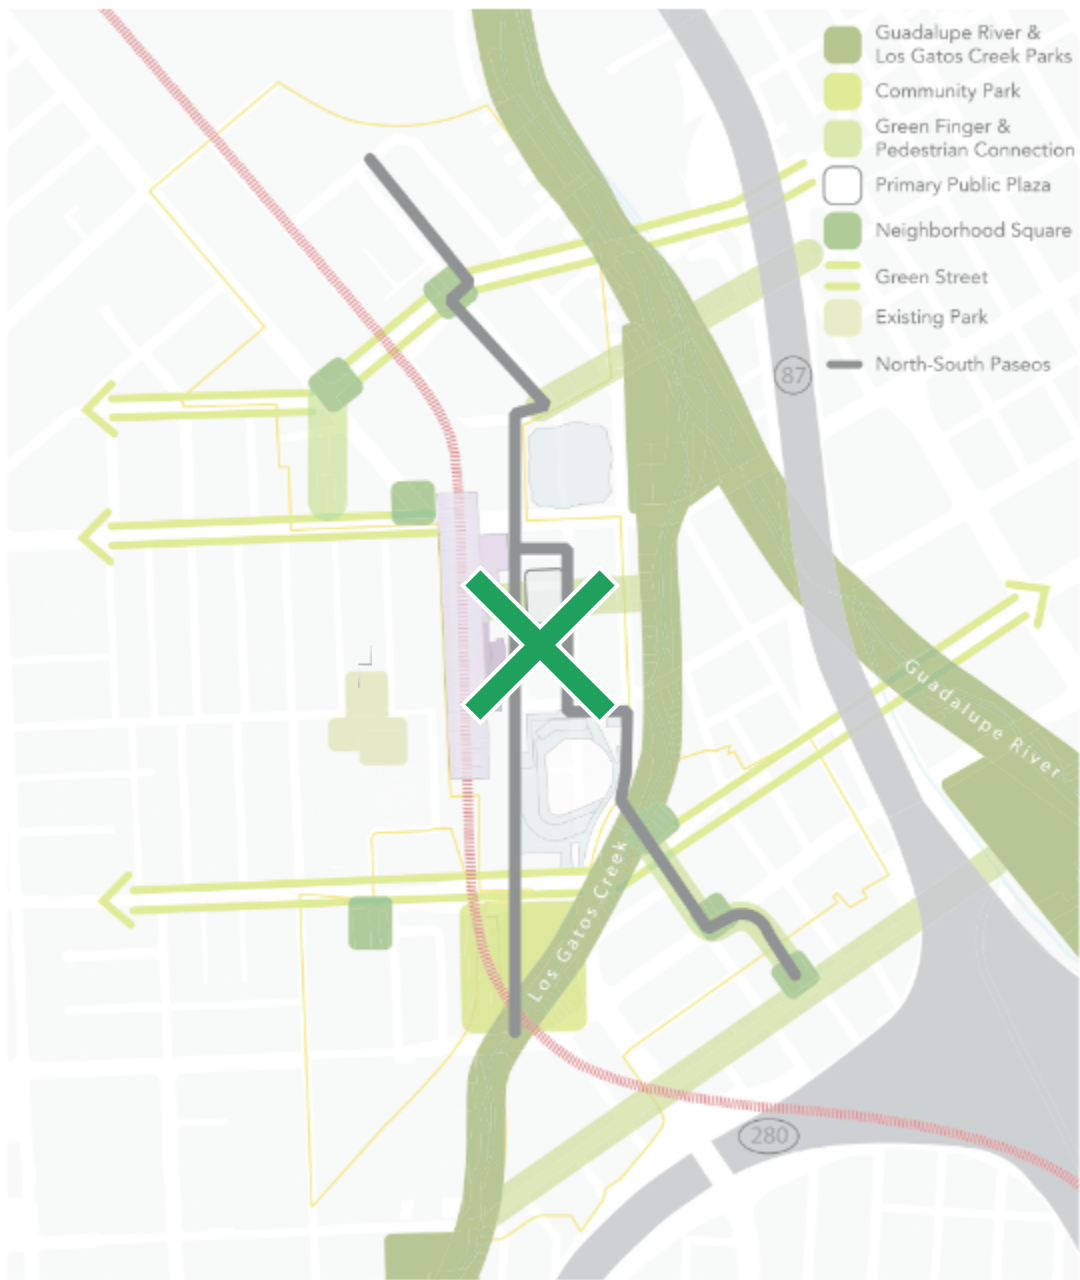 Guadalupe River &
Los Gatos Creek Parks
Community Park
Green Finger &
Pedestrian Connection
Primary Public Plaza
Neighborhood Square
Green Street
Existing Park
North-South Paseos
87
Guadalupe River
Los Gatos Creek
280